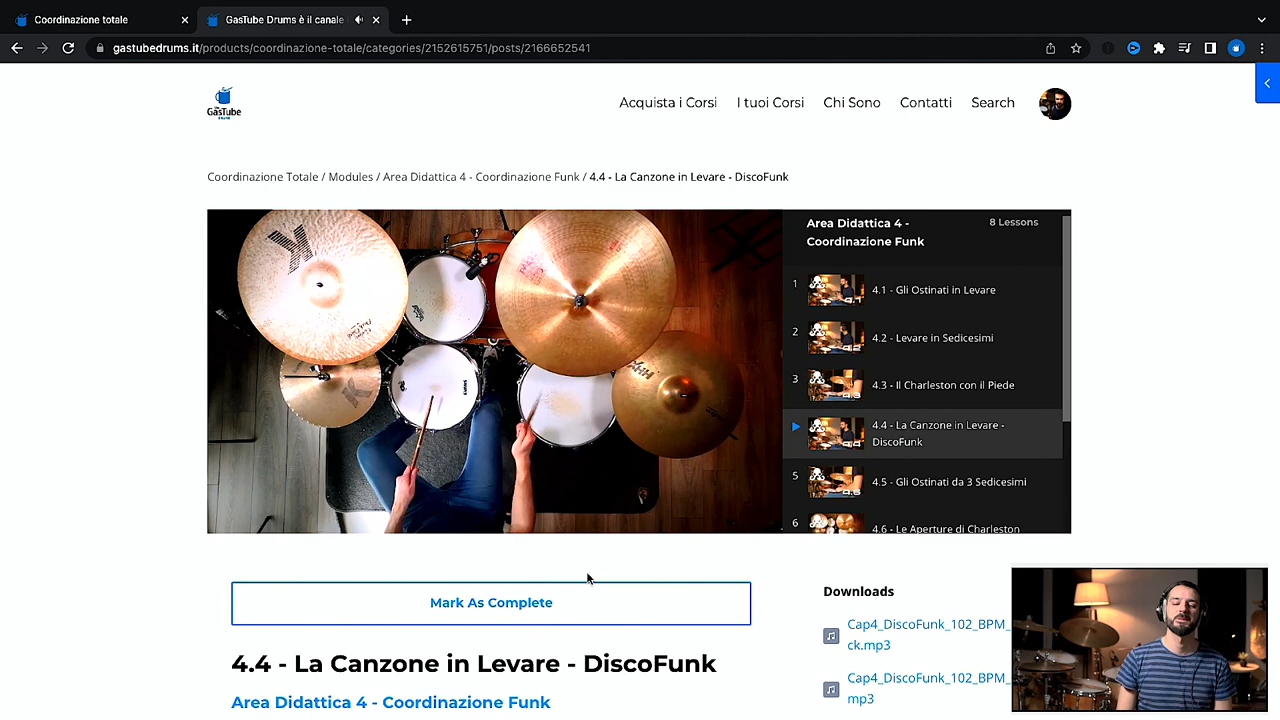 Coordinazione totale
GasTube Drums è il canale
gastubedrums.it/products/coordinazione-totale/categories/2152615751/posts/2166652541
GasTube
Acquista i Corsi
I tuoi Corsi
Chi Sono
Contatti
Search
Coordinazione Totale / Modules / Area Didattica 4 - Coordinazione Funk / 4.4 - La Canzone in Levare - DiscoFunk
Area Didattica 4 -
Coordinazione Funk
8 Lessons
1
4.1 - Gli Ostinati in Levare
2
4.2 - Levare in Sedicesimi
3
4.3 - Il Charleston con il Piede
4.4 - La Canzone in Levare -
DiscoFunk
5
4.5 - Gli Ostinati da 3 Sedicesimi
6
4.6 - Le Aperture di Charleston
Mark As Complete
4.4 - La Canzone in Levare - DiscoFunk
Area Didattica 4 - Coordinazione Funk
Downloads
Cap4_DiscoFunk_102_BPM_
ck.mp3
Cap4_DiscoFunk_102_BPM_
mp3